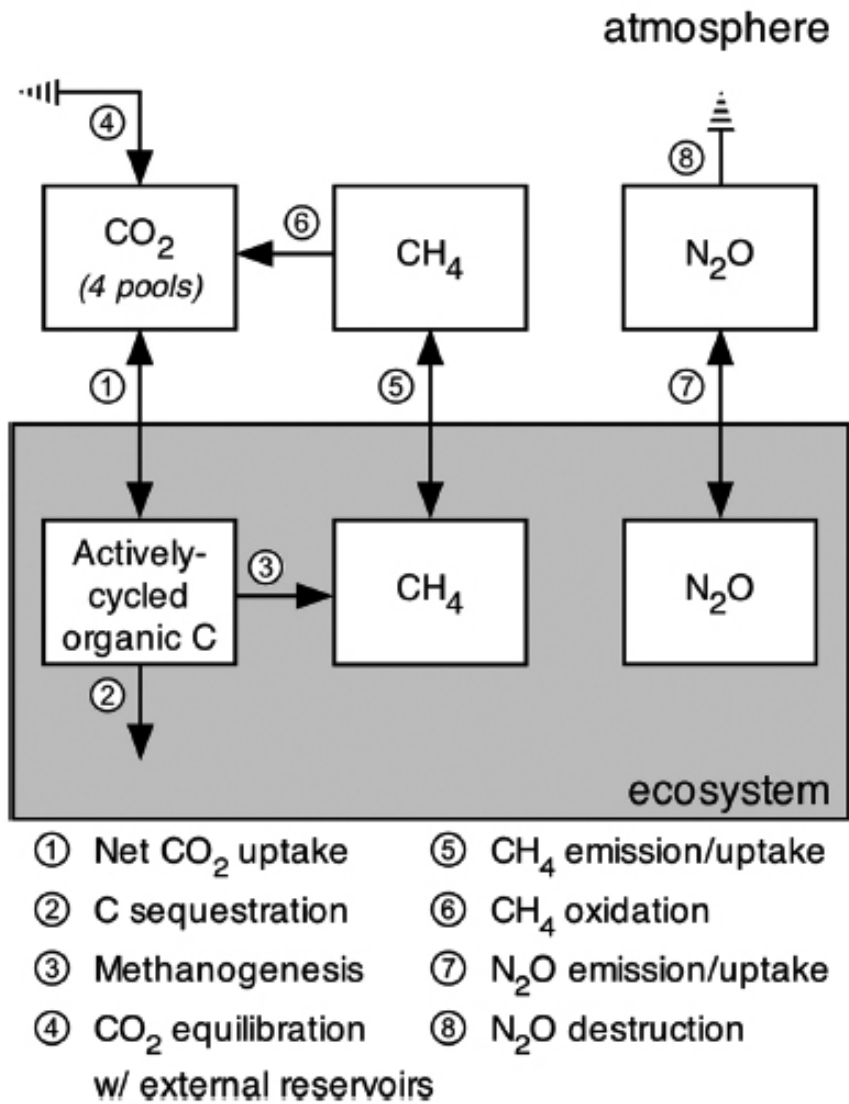 atmosphere
④
⑧
CO₂
(4 pools)
⑥
CH₄
N₂O
①
⑤
⑦
Actively-
cycled
organic C
③
CH₄
N₂O
②
ecosystem
① Net CO₂ uptake
② C sequestration
③ Methanogenesis
④ CO₂ equilibration
w/ external reservoirs
⑤ CH₄ emission/uptake
⑥ CH₄ oxidation
⑦ N₂O emission/uptake
⑧ N₂O destruction